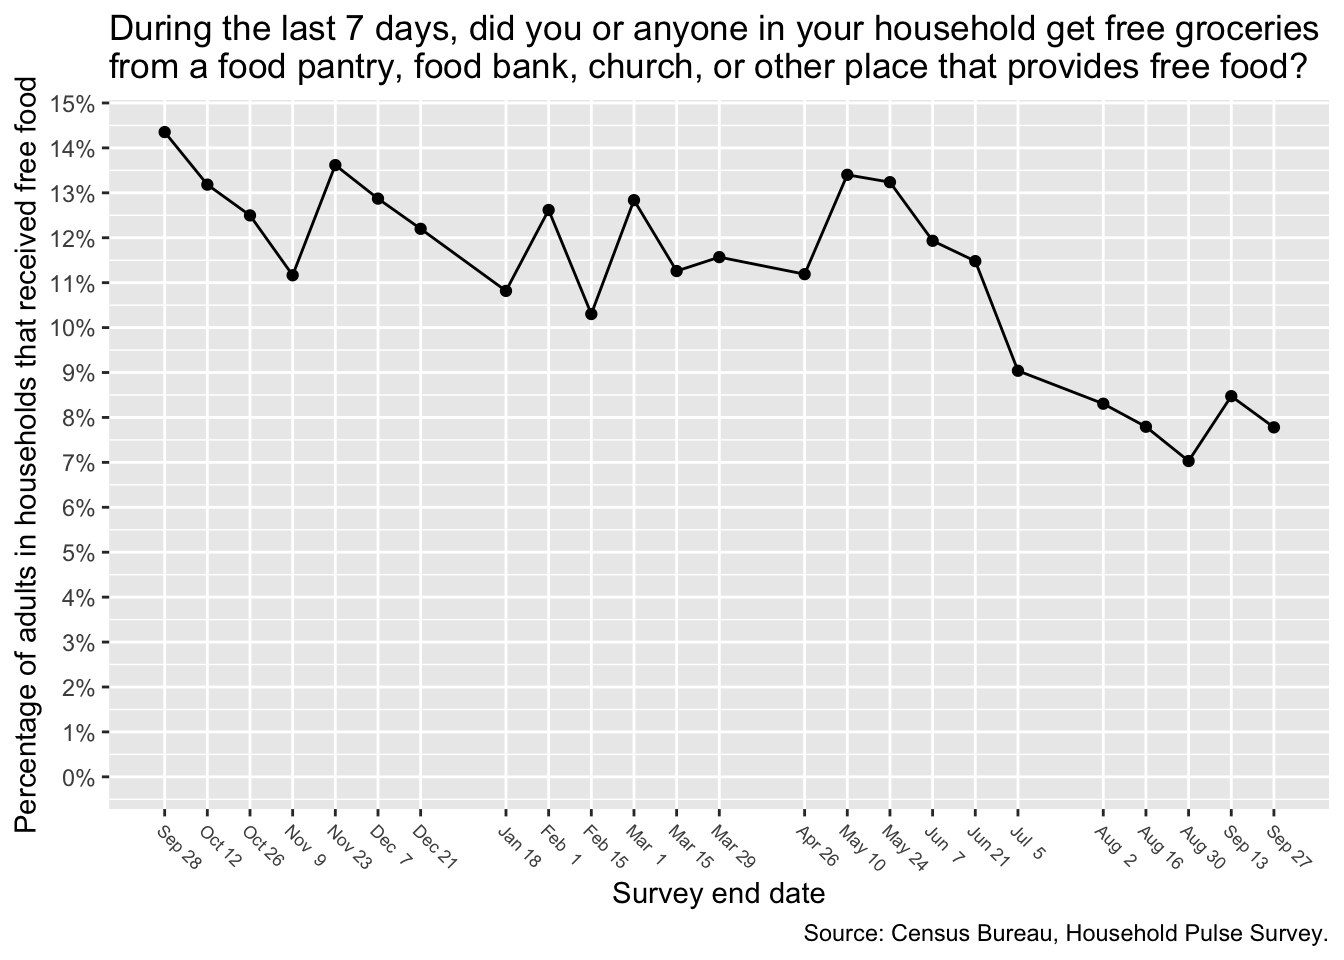 During the last 7 days, did you or anyone in your household get free groceries
from a food pantry, food bank, church, or other place that provides free food?
Percentage of adults in households that received free food
15%
14%
13%
12%
11%
10%
9%
8%
7%
6%
5%
4%
3%
2%
1%
0%
Sep 28
Oct 12
Oct 26
Nov 9
Nov 23
Dec 7
Dec 21
Jan 18
Feb 1
Feb 15
Mar 1
Mar 15
Mar 29
Apr 26
May 10
May 24
Jun 7
Jun 21
Jul 5
Aug 2
Aug 16
Aug 30
Sep 13
Sep 27
Survey end date
Source: Census Bureau, Household Pulse Survey.